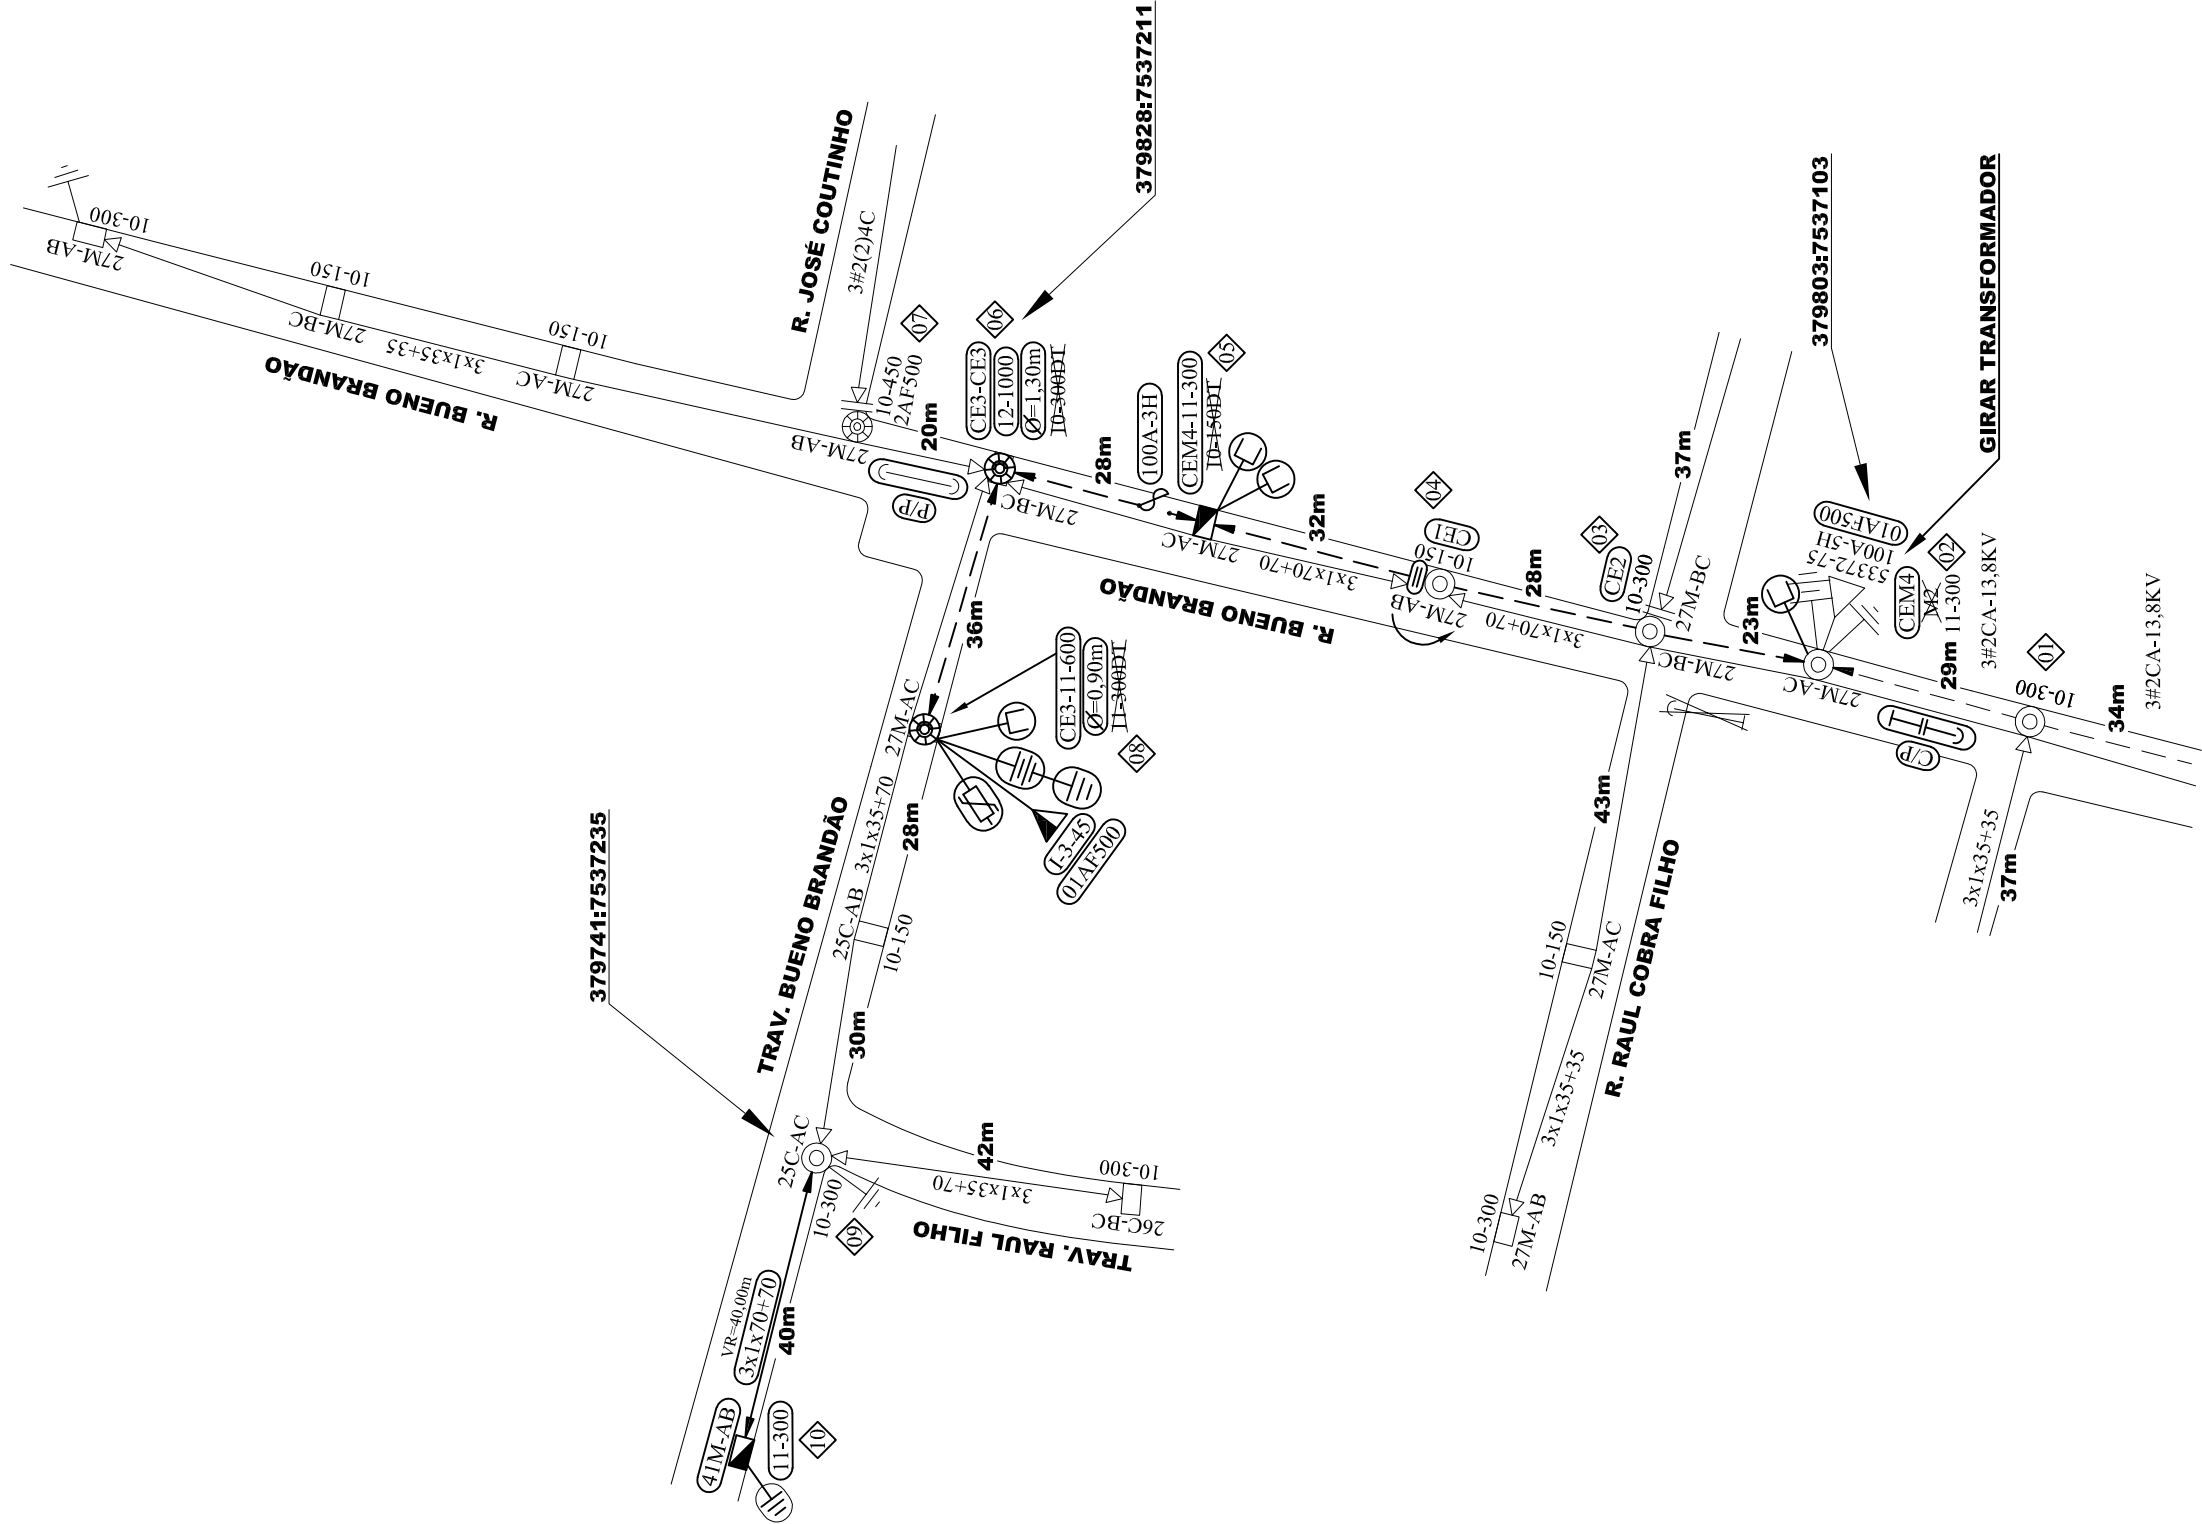 27M-AB
10-300
10-150
27M-BC
3x1x35+35
10-150
27M-AC
R. BUENO BRANDÃO
R. JOSÉ COUTINHO
3#2(2)4C
379828:7537211
07
10-450
2AF500
20m
27M-AB
P/P
06
CE3-CE3
12-1000
Ø=1,30m
10-300DT
27M-BC
28m
100A-3H
05
CEM4-11-300
10-150DT
27M-AC
32m
3x1x70+70
04
CE1
10-150
27M-AB
R. BUENO BRANDÃO
28m
3x1x70+70
03
CE2
10-300
27M-BC
37m
27M-BC
379803:7537103
GIRAR TRANSFORMADOR
01AF500
100A-5H
53372-75
02
CEM4
M2
11-300
23m
27M-AC
29m
3#2CA-13,8KV
C/P
01
10-300
34m
3#2CA-13,8KV
3x1x35+35
37m
36m
27M-AC
CE3-11-600
Ø=0,90m
11-300DT
08
I-3-45
01AF500
28m
3x1x35+70
TRAV. BUENO BRANDÃO
25C-AB
10-150
379741:7537235
30m
25C-AC
10-300
09
42m
3x1x35+70
10-300
26C-BC
TRAV. RAUL FILHO
VR=40,00m
3x1x70+70
40m
41M-AB
11-300
10
43m
10-150
27M-AC
R. RAUL COBRA FILHO
3x1x35+35
10-300
27M-AB